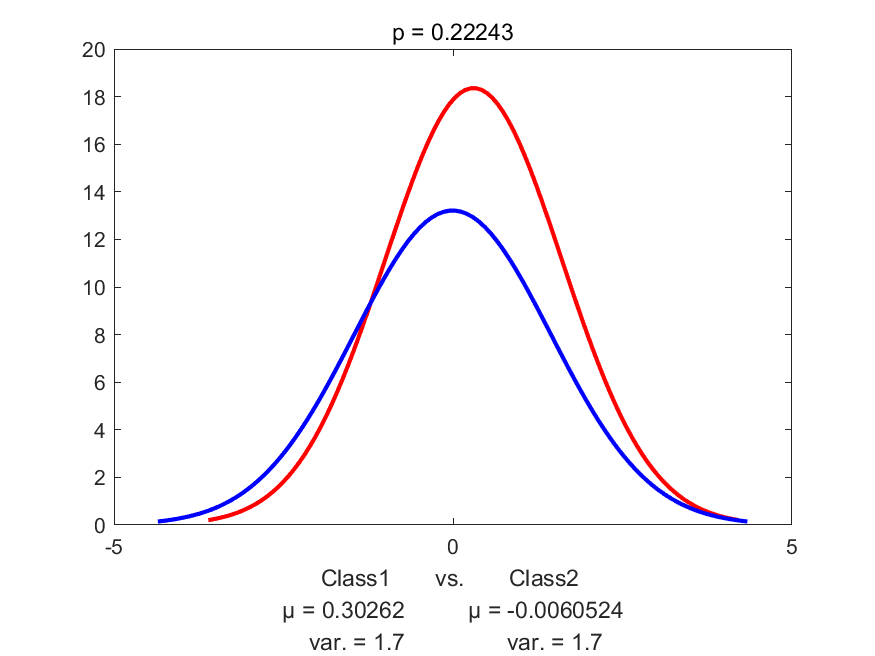 p = 0.22243
20
18
16
14
12
10
8
6
4
2
0
-5 0 5
Class1 vs. Class2
μ = 0.30262 μ = -0.0060524
var. = 1.7 var. = 1.7